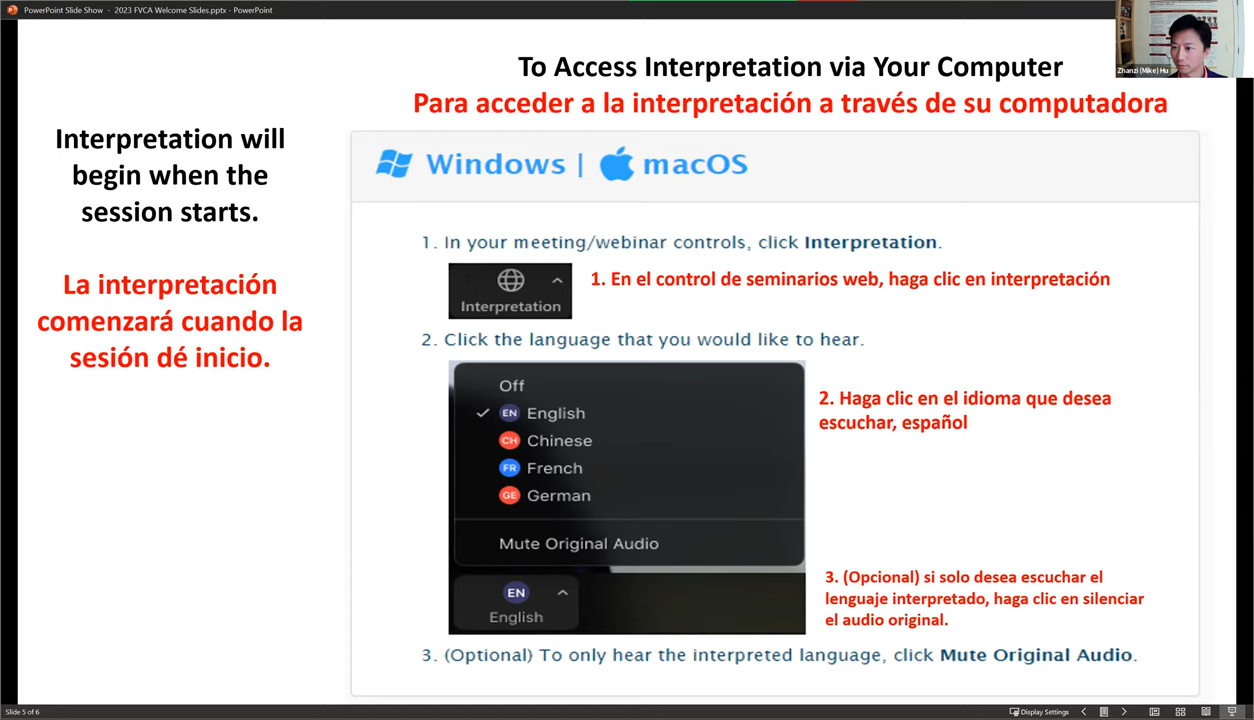 PowerPoint Slide Show - 2023 FVCA Welcome Slides.pptx - PowerPoint
Zhanzi (Mike) Hu
To Access Interpretation via Your Computer
Para acceder a la interpretación a través de su computadora
Interpretation will
begin when the
session starts.
La interpretación
comenzará cuando la
sesión dé inicio.
Windows | macOS
1. In your meeting/webinar controls, click Interpretation.
Interpretation
1. En el control de seminarios web, haga clic en interpretación
2. Click the language that you would like to hear.
Off
EN English
CH Chinese
FR French
GE German
Mute Original Audio
EN
English
2. Haga clic en el idioma que desea
escuchar, español
3. (Opcional) si solo desea escuchar el
lenguaje interpretado, haga clic en silenciar
el audio original.
3. (Optional) To only hear the interpreted language, click Mute Original Audio.
Slide 5 of 6
Display Settings